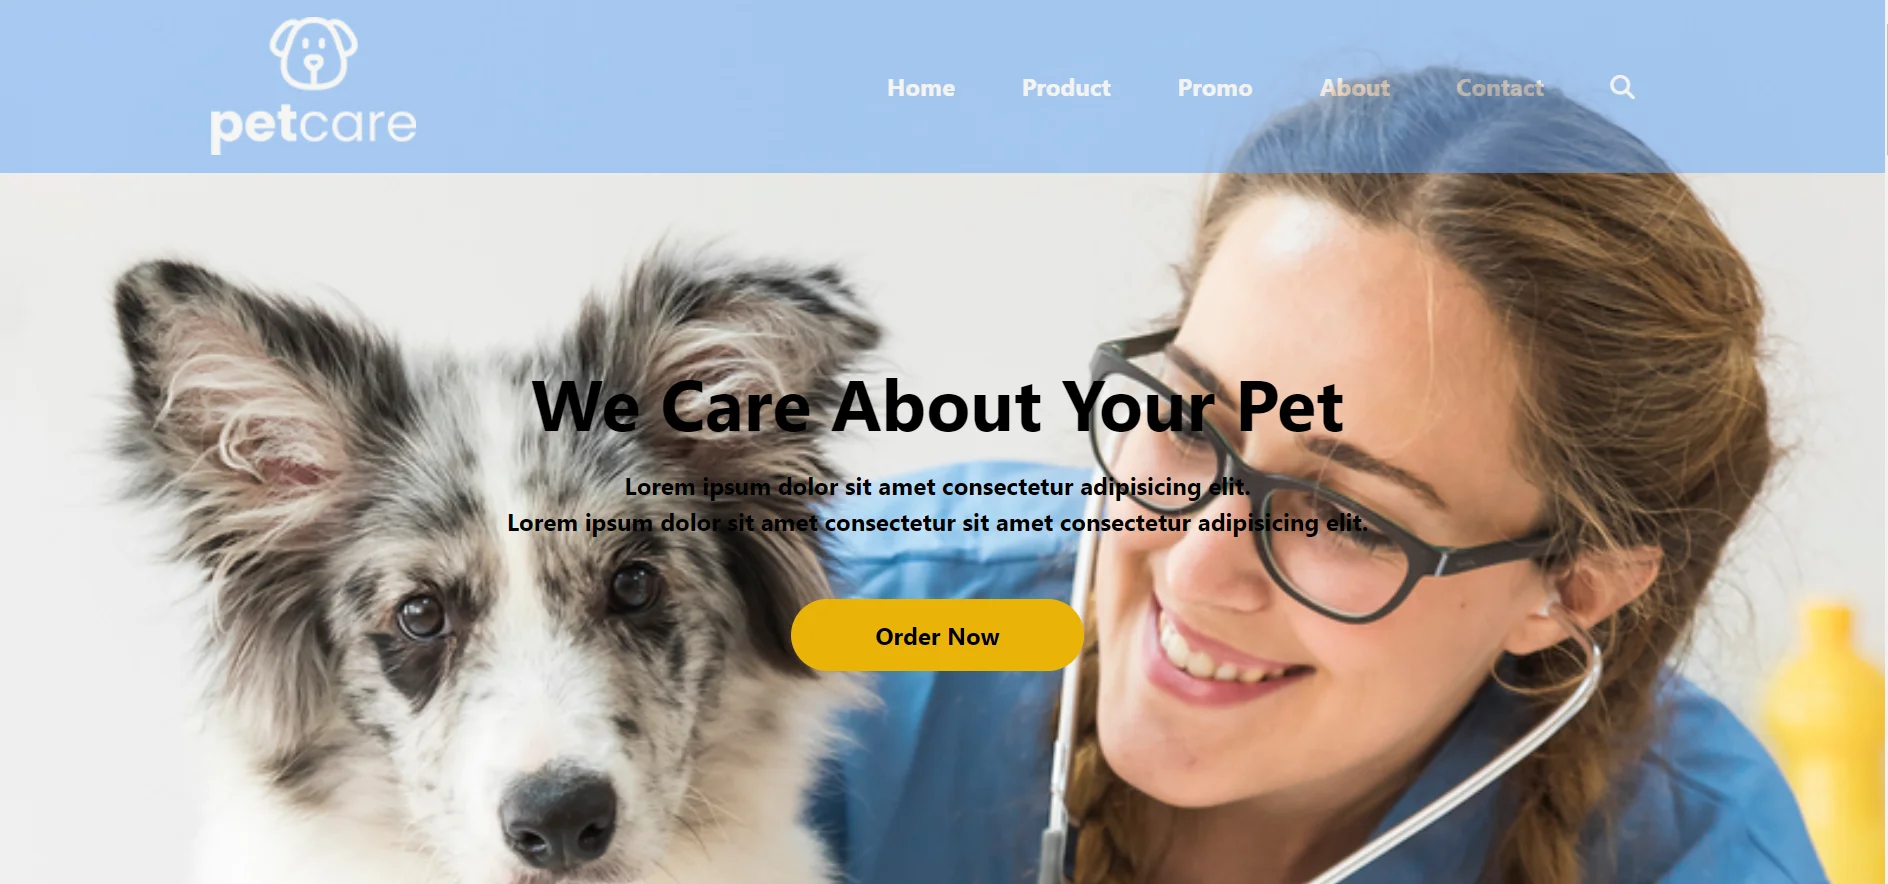 petcare
Home Product Promo About Contact
We Care About Your Pet
Lorem ipsum dolor sit amet consectetur adipisicing elit.
Lorem ipsum dolor sit amet consectetur sit amet consectetur adipisicing elit.
Order Now